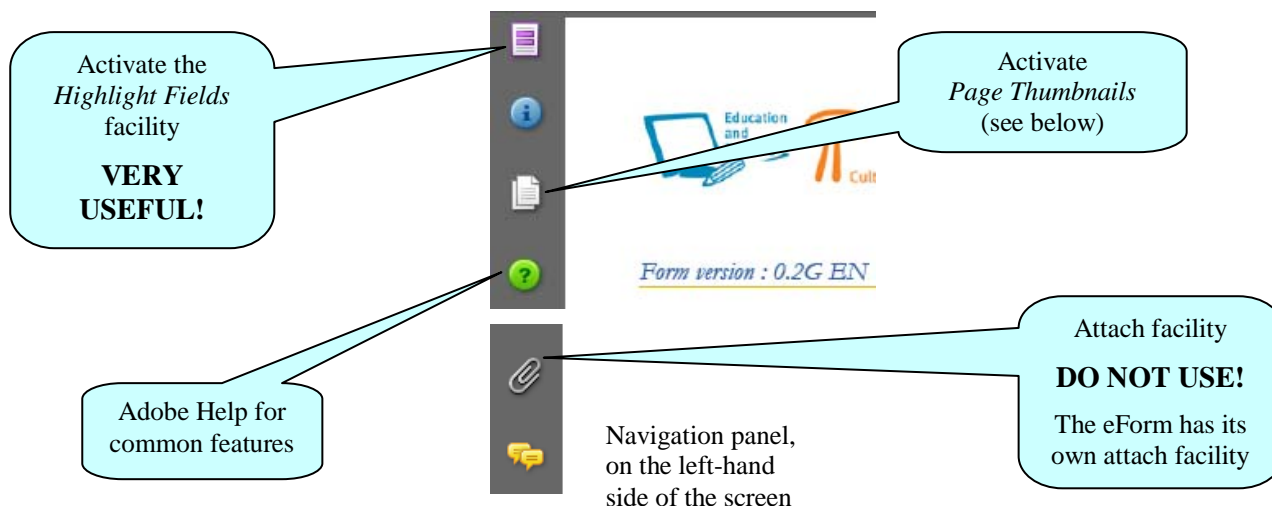 Activate the
Highlight Fields
facility
VERY
USEFUL!
Activate
Page Thumbnails
(see below)
Education
and
Cult
Form version : 0.2G EN
Adobe Help for
common features
Attach facility
DO NOT USE!
The eForm has its
own attach facility
Navigation panel,
on the left-hand
side of the screen